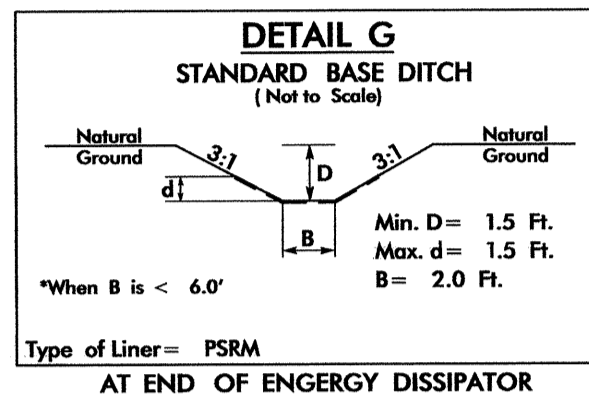 DETAIL G
STANDARD BASE DITCH
(Not to Scale)
Natural
Ground
3:1
D
3:1
Natural
Ground
d
B
Min. D= 1.5 Ft.
Max. d= 1.5 Ft.
B= 2.0 Ft.
*When B is < 6.0'
Type of Liner= PSRM
AT END OF ENGERGY DISSIPATOR